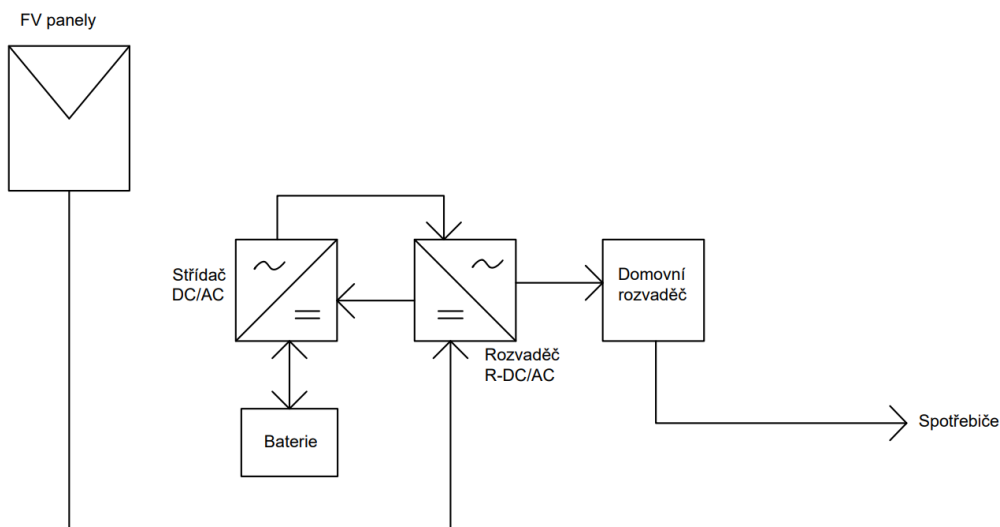 FV panely
Střídač
DC/AC
Domovní
rozvaděč
Rozvaděč
R-DC/AC
Baterie
Spotřebiče